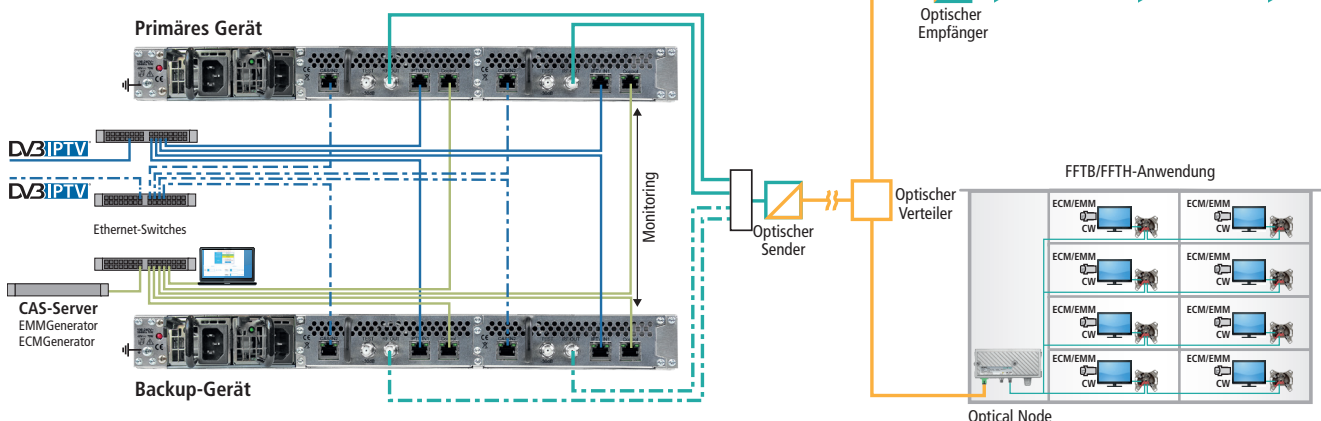 Primäres Gerät
Optischer
Empfänger
DVB IPTV
DVB IPTV
Ethernet-Switches
Monitoring
CAS-Server
EMMGenerator
ECMGenerator
Backup-Gerät
Optischer
Sender
Optischer
Verteiler
FFTB/FFTH-Anwendung
ECM/EMM
CW
ECM/EMM
CW
ECM/EMM
CW
ECM/EMM
CW
ECM/EMM
CW
ECM/EMM
CW
ECM/EMM
CW
ECM/EMM
CW
Optical Node